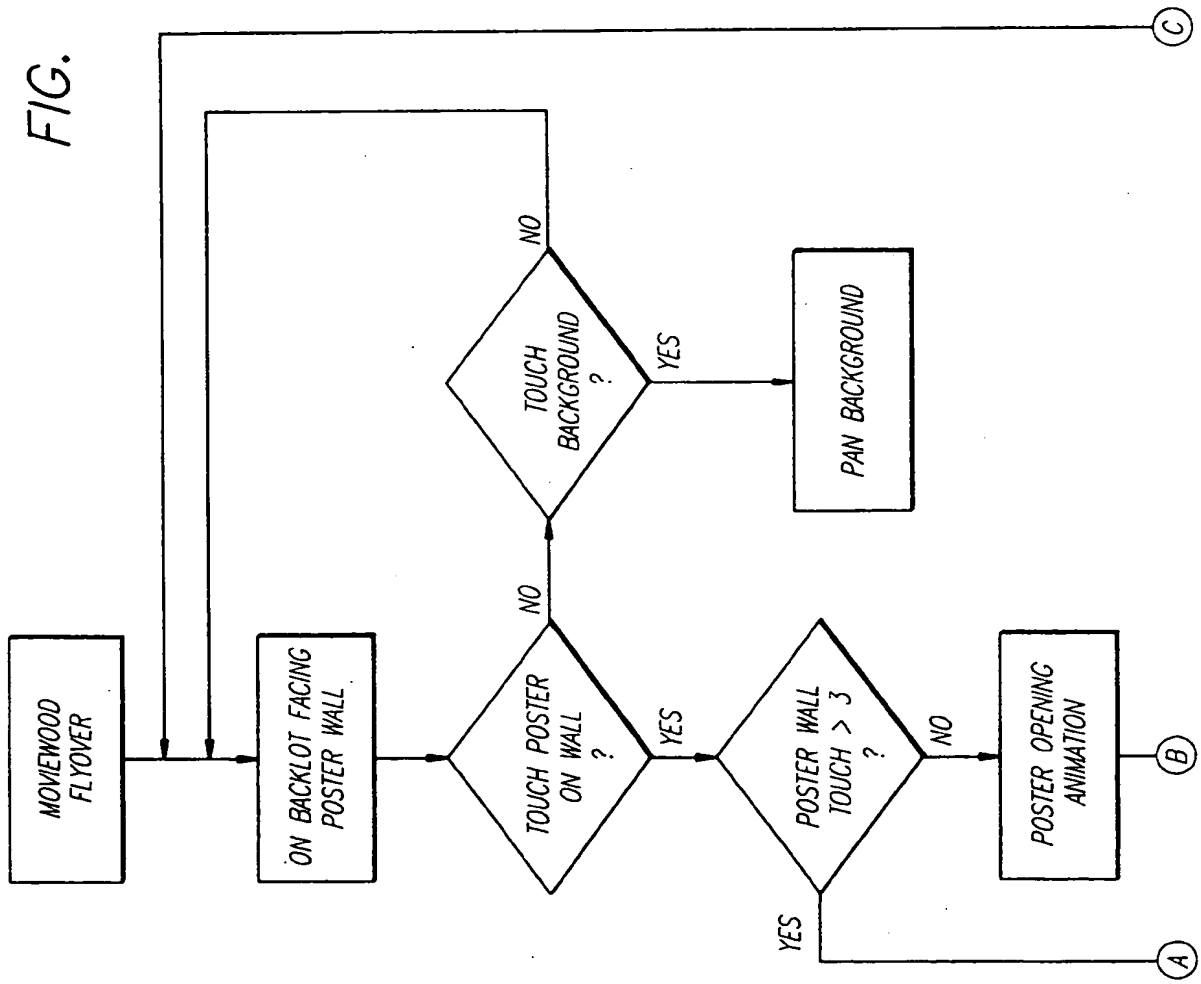 FIG.
MOVIEWOOD
FLYOVER
ON BACKLOT FACING
POSTER WALL
TOUCH POSTER
ON WALL
?
NO
YES
TOUCH
BACKGROUND
?
NO
YES
PAN BACKGROUND
POSTER WALL
TOUCH > 3
?
YES
NO
POSTER OPENING
ANIMATION
A
B
C